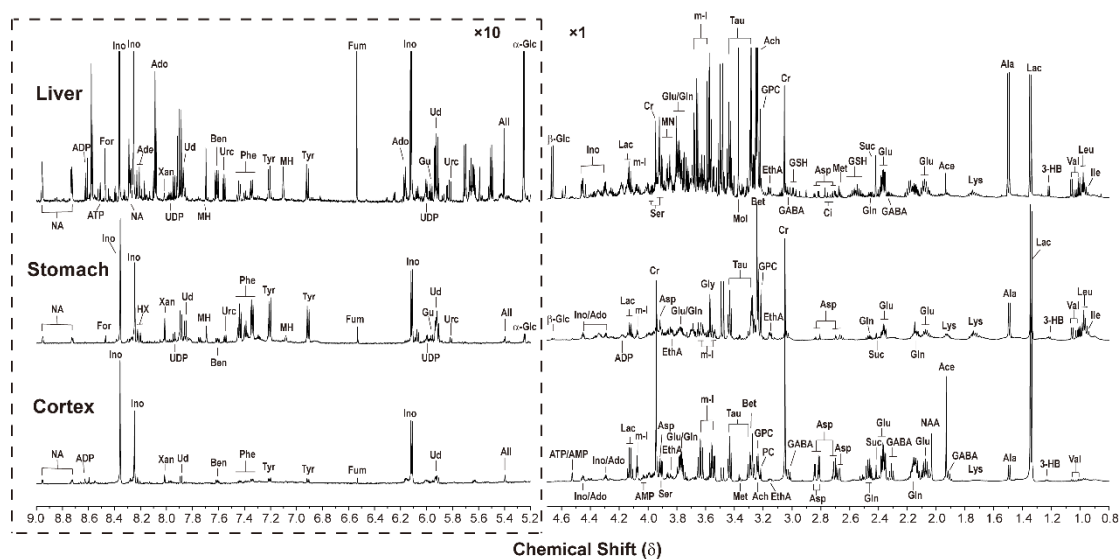 ×10
×1
Liver
Ino
Ino
Ado
Fum
Ino
α-Glc
ADP
For
Ade
Ud
Ben
Urc
Phe
Tyr
MH
Tyr
Ado
Gu
Ud
Urc
All
NA
ATP
NA
Xan
UDP
MH
UDP
m-I
Tau
Ach
GPC
Cr
Ala
Lac
β-Glc
Ino
Lac
m-I
Cr
MN
Glu/Gln
EthA
GSH
Asp
Met
GSH
Suc
Glu
Glu
Ace
Lys
3-HB
Val
Leu
Ile
Ser
Mol
GABA
Ci
Gln
GABA
Stomach
Ino
Ino
NA
For
HX
Xan
Ud
MH
Urc
Phe
Tyr
MH
Tyr
Fum
Ino
Gu
Ud
Urc
All
α-Glc
UDP
Ben
UDP
β-Glc
Ino/Ado
Lac
m-I
Cr
Asp
Glu/Gln
Gly
Tau
Bet
GPC
EthA
Cr
Asp
Gln
Glu
Glu
Lys
Lys
Ala
Lac
3-HB
Val
Leu
Ile
ADP
EthA
m-I
Suc
Gln
Cortex
Ino
Ino
NA
ADP
Xan
Ud
Ben
Phe
Tyr
Tyr
Fum
Ino
Ud
All
ATP/AMP
Ino/Ado
Lac
m-I
Asp
EthA
Glu/Gln
m-I
Tau
Bet
GPC
PC
GABA
Asp
Asp
Suc
Glu
GABA
Glu
NAA
Ace
GABA
Lys
3-HB
Ino/Ado
AMP
Ser
Met
Ach
EthA
Asp
Gln
Gln
9.0 8.8 8.6 8.4 8.2 8.0 7.8 7.6 7.4 7.2 7.0 6.8 6.6 6.4 6.2 6.0 5.8 5.6 5.4 5.2
4.6 4.4 4.2 4.0 3.8 3.6 3.4 3.2 3.0 2.8 2.6 2.4 2.2 2.0 1.8 1.6 1.4 1.2 1.0 0.8
Chemical Shift (δ)